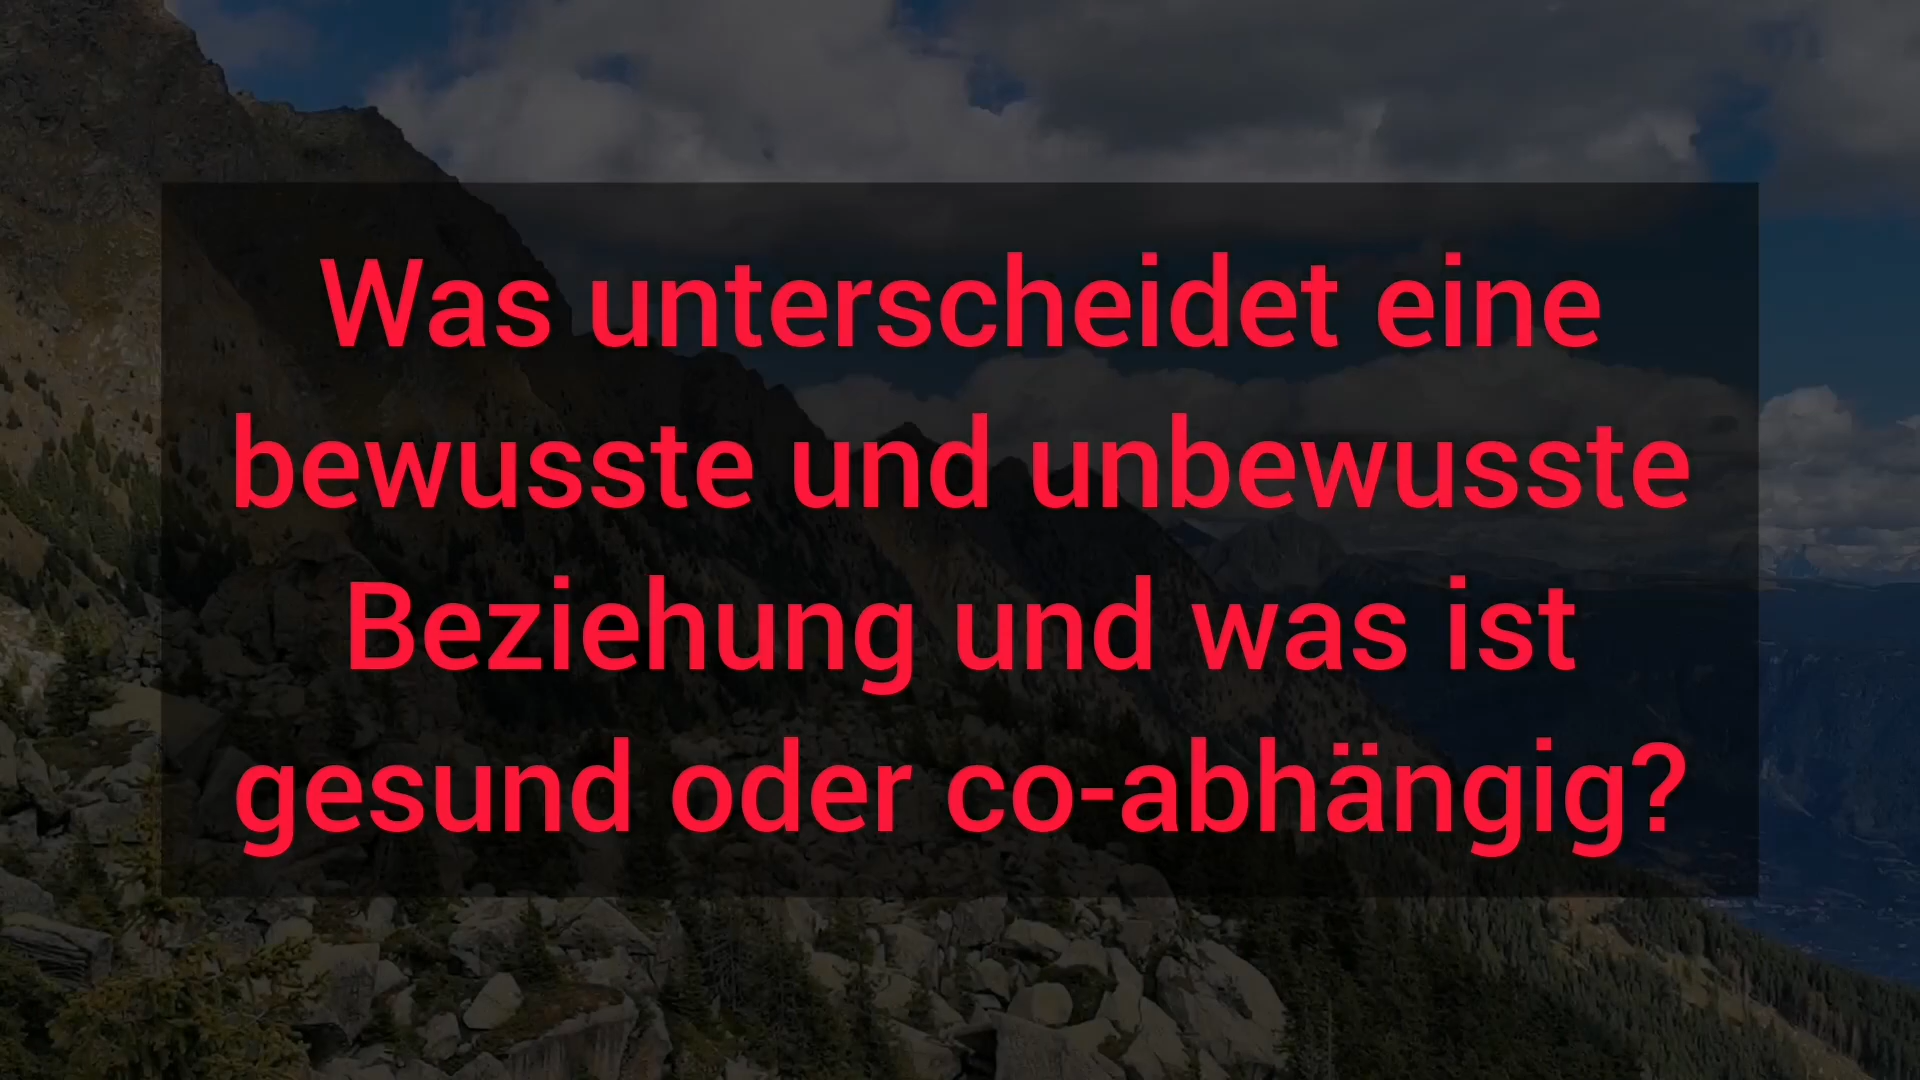 Was unterscheidet eine
bewusste und unbewusste
Beziehung und was ist
gesund oder co-abhängig?